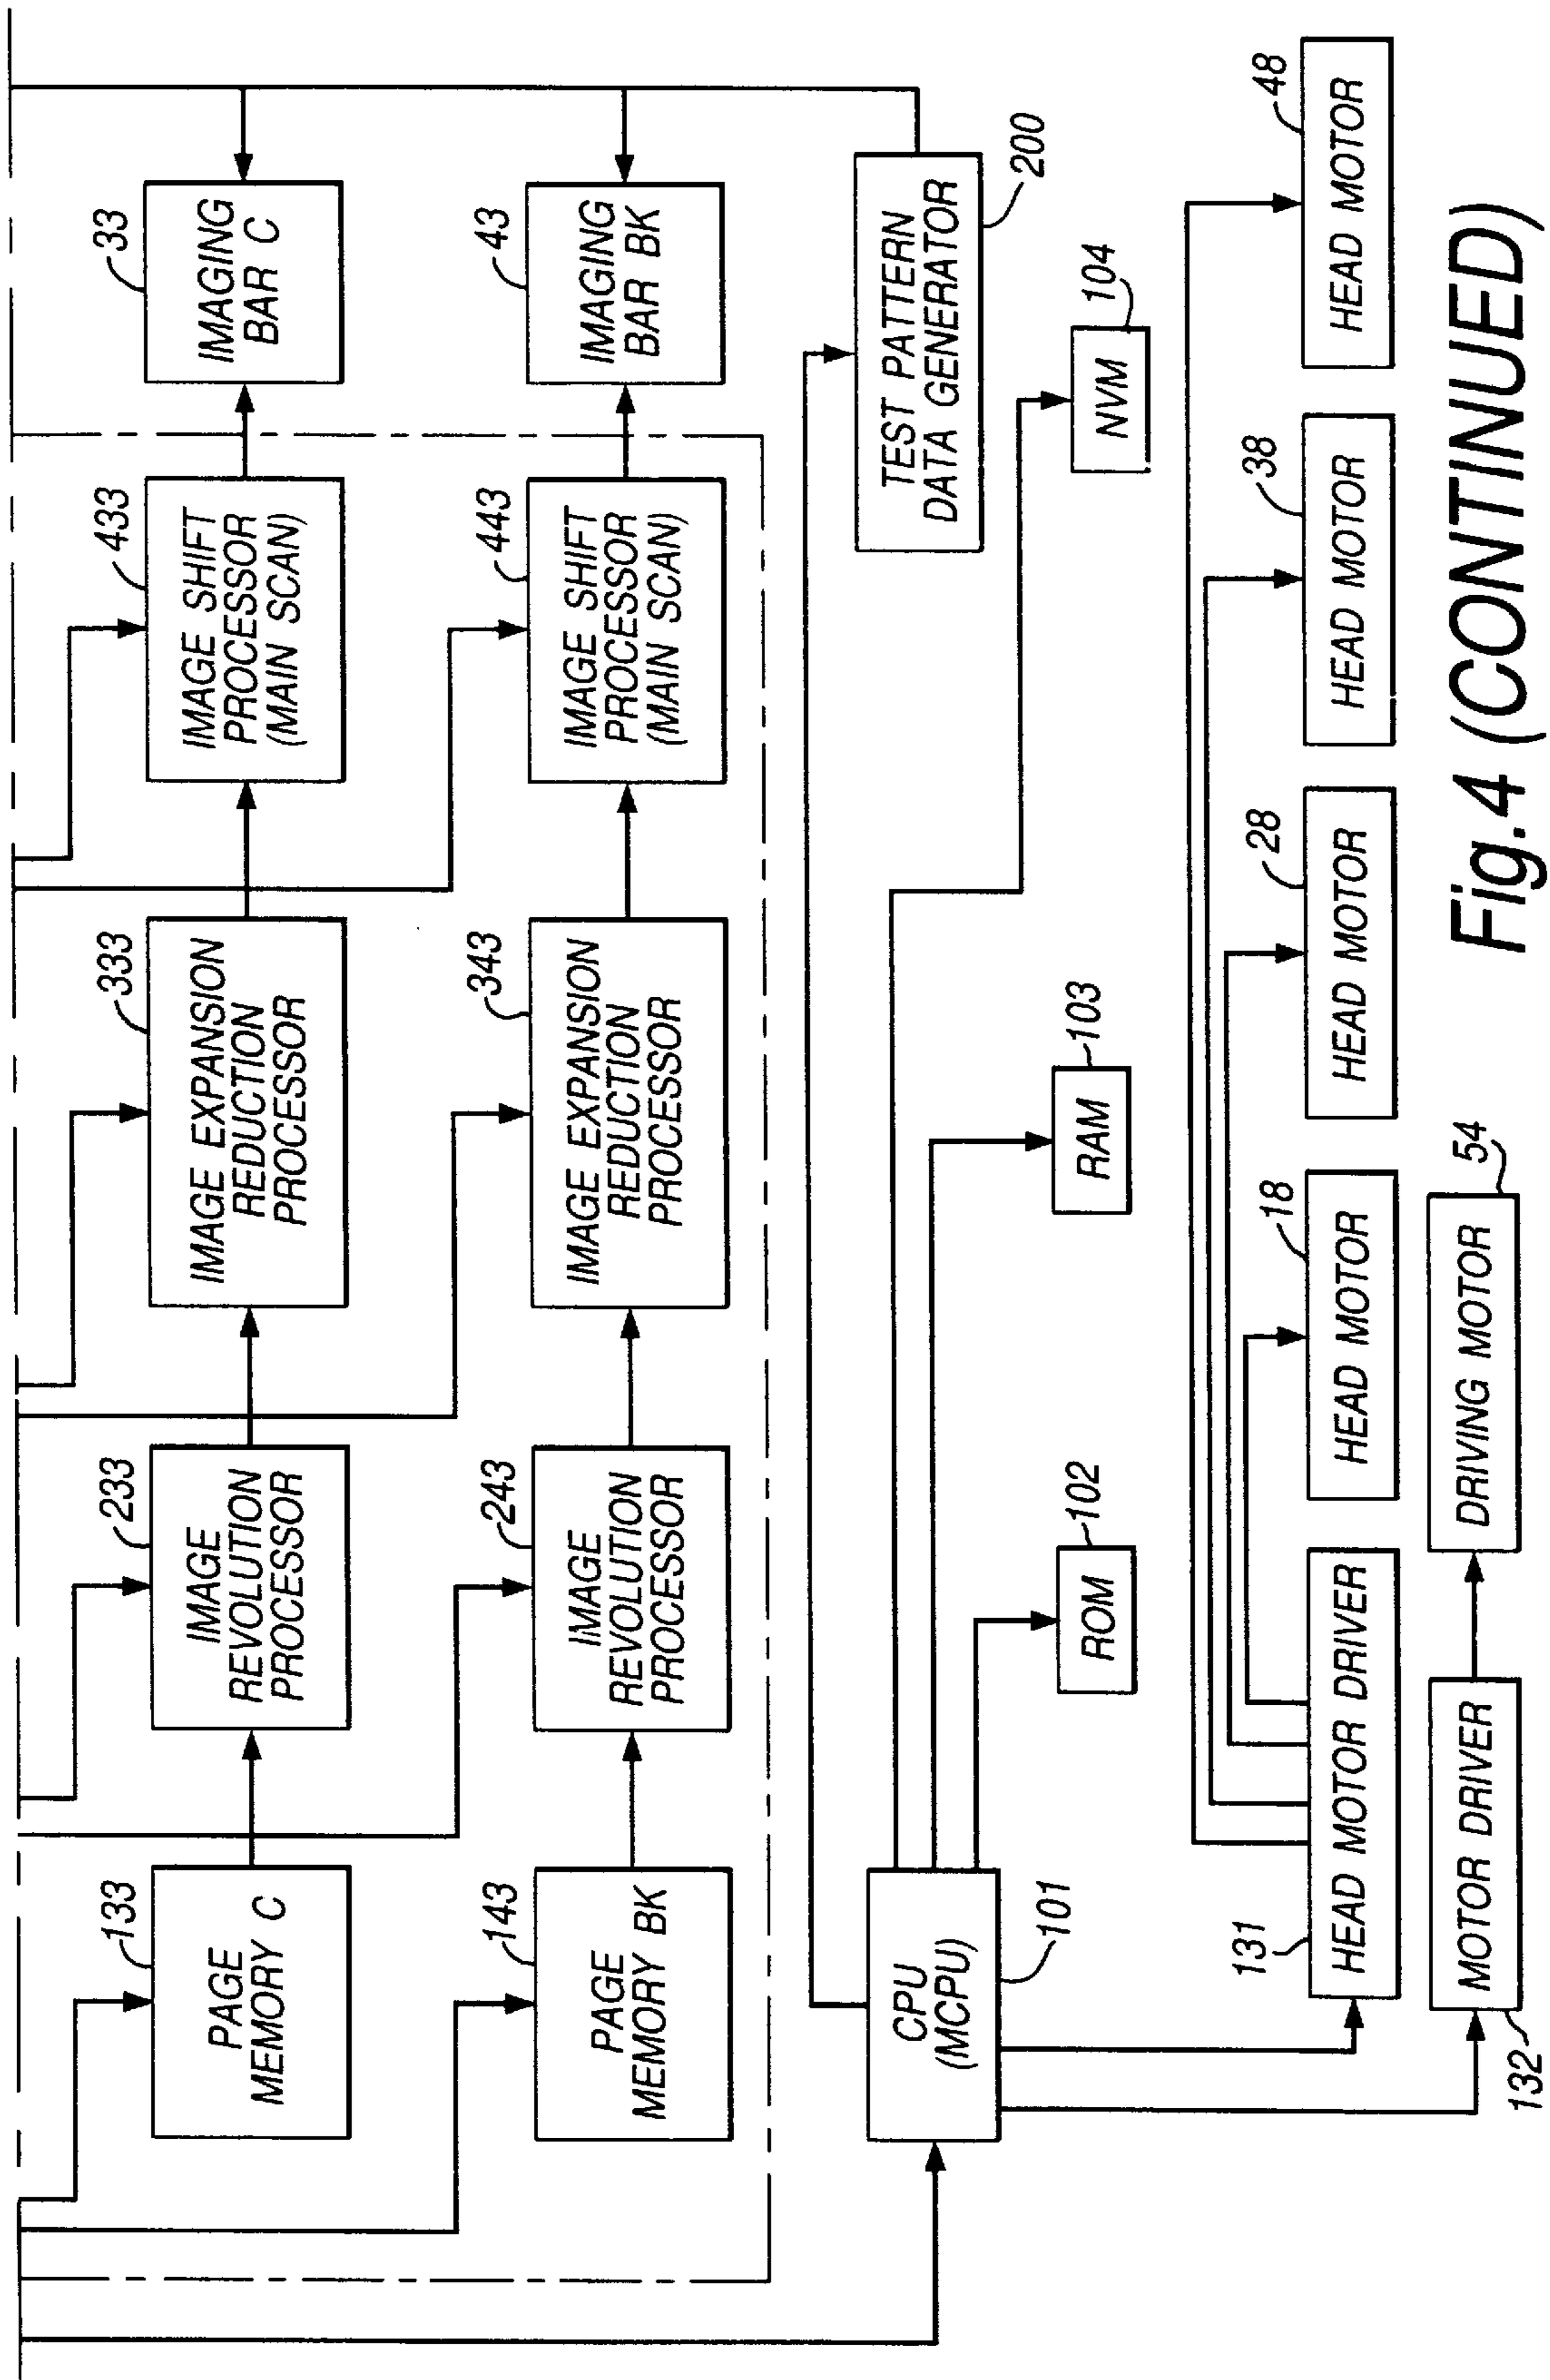 133
PAGE
MEMORY C
233
IMAGE
REVOLUTION
PROCESSOR
333
IMAGE EXPANSION
REDUCTION
PROCESSOR
433
IMAGE SHIFT
PROCESSOR
(MAIN SCAN)
33
IMAGING
BAR C
143
PAGE
MEMORY BK
243
IMAGE
REVOLUTION
PROCESSOR
343
IMAGE EXPANSION
REDUCTION
PROCESSOR
443
IMAGE SHIFT
PROCESSOR
(MAIN SCAN)
43
IMAGING
BAR BK
CPU
(MCPU)
101
TEST PATTERN
DATA GENERATOR
200
ROM
102
RAM
103
NVM
104
131
HEAD MOTOR DRIVER
HEAD MOTOR
18
HEAD MOTOR
28
HEAD MOTOR
38
HEAD MOTOR
48
132
MOTOR DRIVER
DRIVING MOTOR
54
Fig.4 (CONTINUED)